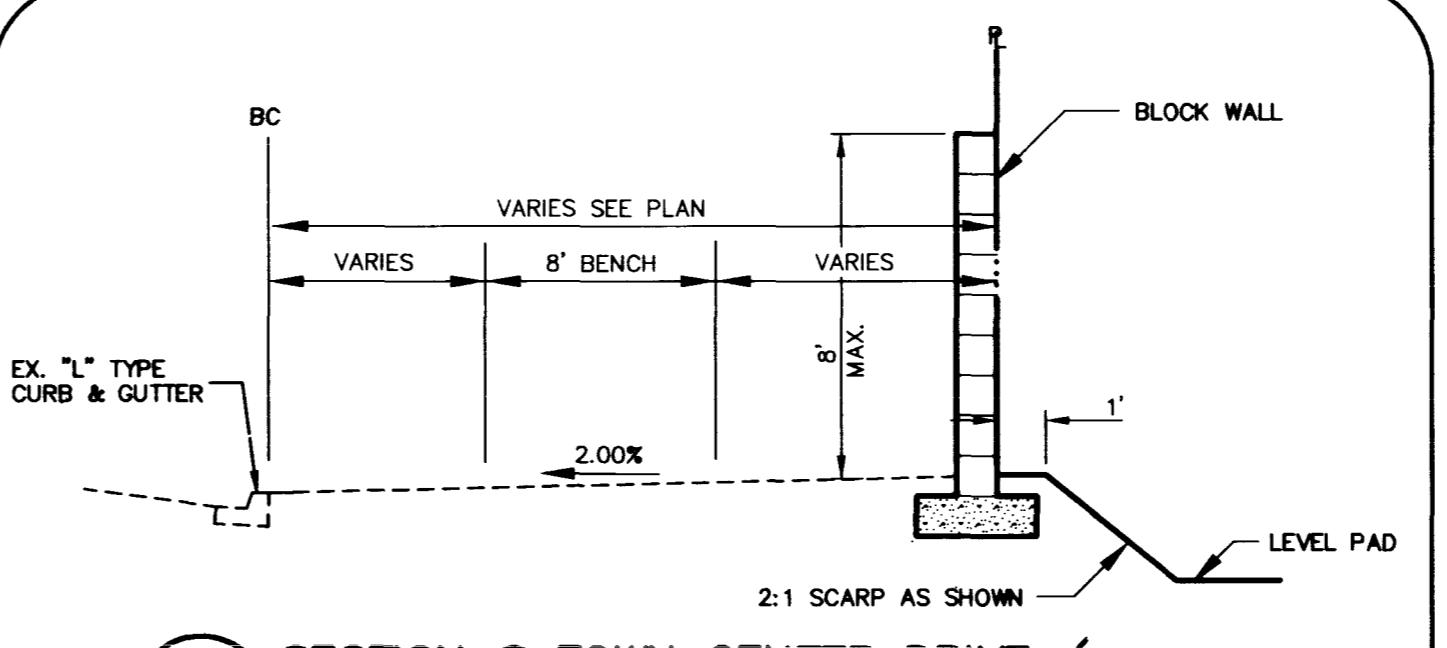 PL
BC
BLOCK WALL
VARIES SEE PLAN
VARIES
8' BENCH
VARIES
8'
MAX.
EX. "L" TYPE
CURB & GUTTER
2.00%
1'
LEVEL PAD
2:1 SCARP AS SHOWN
SECTION @ TOWN CENTER DRIVE